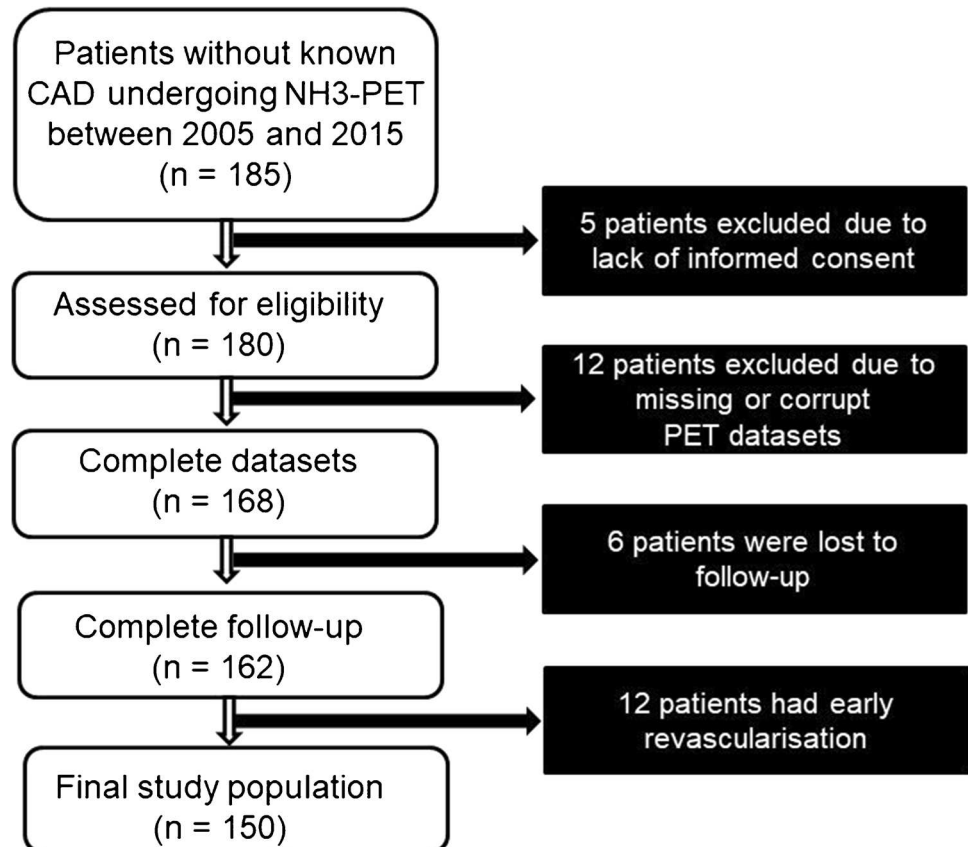 Patients without known
CAD undergoing NH3-PET
between 2005 and 2015
(n = 185)
5 patients excluded due to
lack of informed consent
Assessed for eligibility
(n = 180)
12 patients excluded due to
missing or corrupt
PET datasets
Complete datasets
(n = 168)
6 patients were lost to
follow-up
Complete follow-up
(n = 162)
12 patients had early
revascularisation
Final study population
(n = 150)